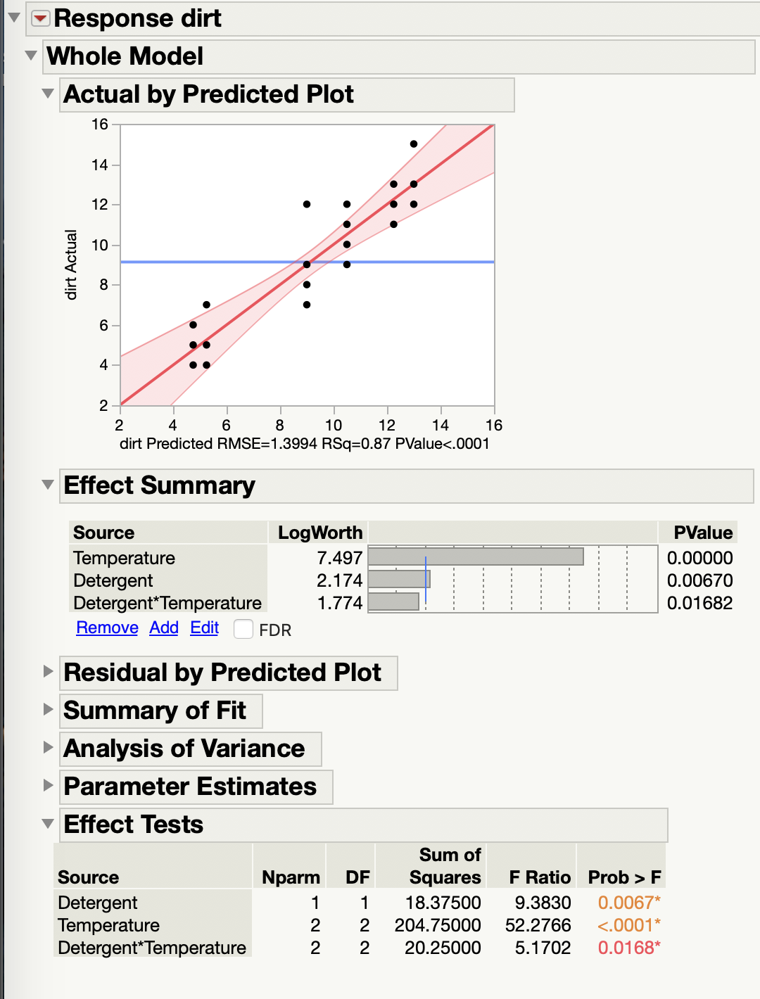 Response dirt
Whole Model
Actual by Predicted Plot
16
14
12
10
8
6
4
2
dirt Actual
2 4 6 8 10 12 14 16
dirt Predicted RMSE=1.3994 RSq=0.87 PValue<.0001
Effect Summary
Source LogWorth PValue
Temperature 7.497 0.00000
Detergent 2.174 0.00670
Detergent*Temperature 1.774 0.01682
Remove Add Edit FDR
Residual by Predicted Plot
Summary of Fit
Analysis of Variance
Parameter Estimates
Effect Tests
Sum of
Source Nparm DF Squares F Ratio Prob > F
Detergent 1 1 18.37500 9.3830 0.0067*
Temperature 2 2 204.75000 52.2766 <.0001*
Detergent*Temperature 2 2 20.25000 5.1702 0.0168*